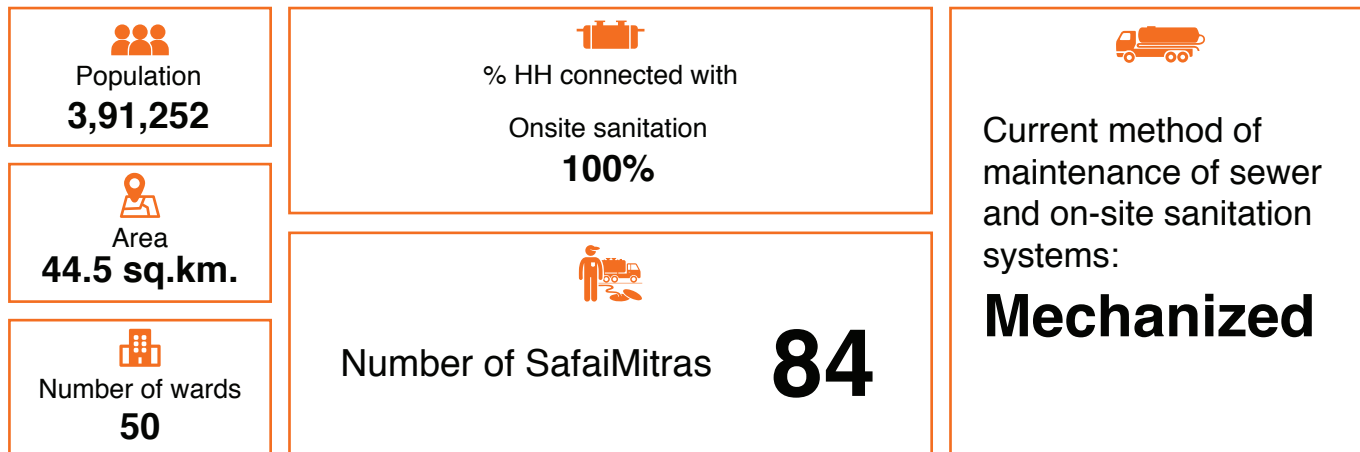 Population
3,91,252
Area
44.5 sq.km.
Number of wards
50
% HH connected with
Onsite sanitation
100%
Number of SafaiMitras
84
Current method of
maintenance of sewer
and on-site sanitation
systems:
Mechanized